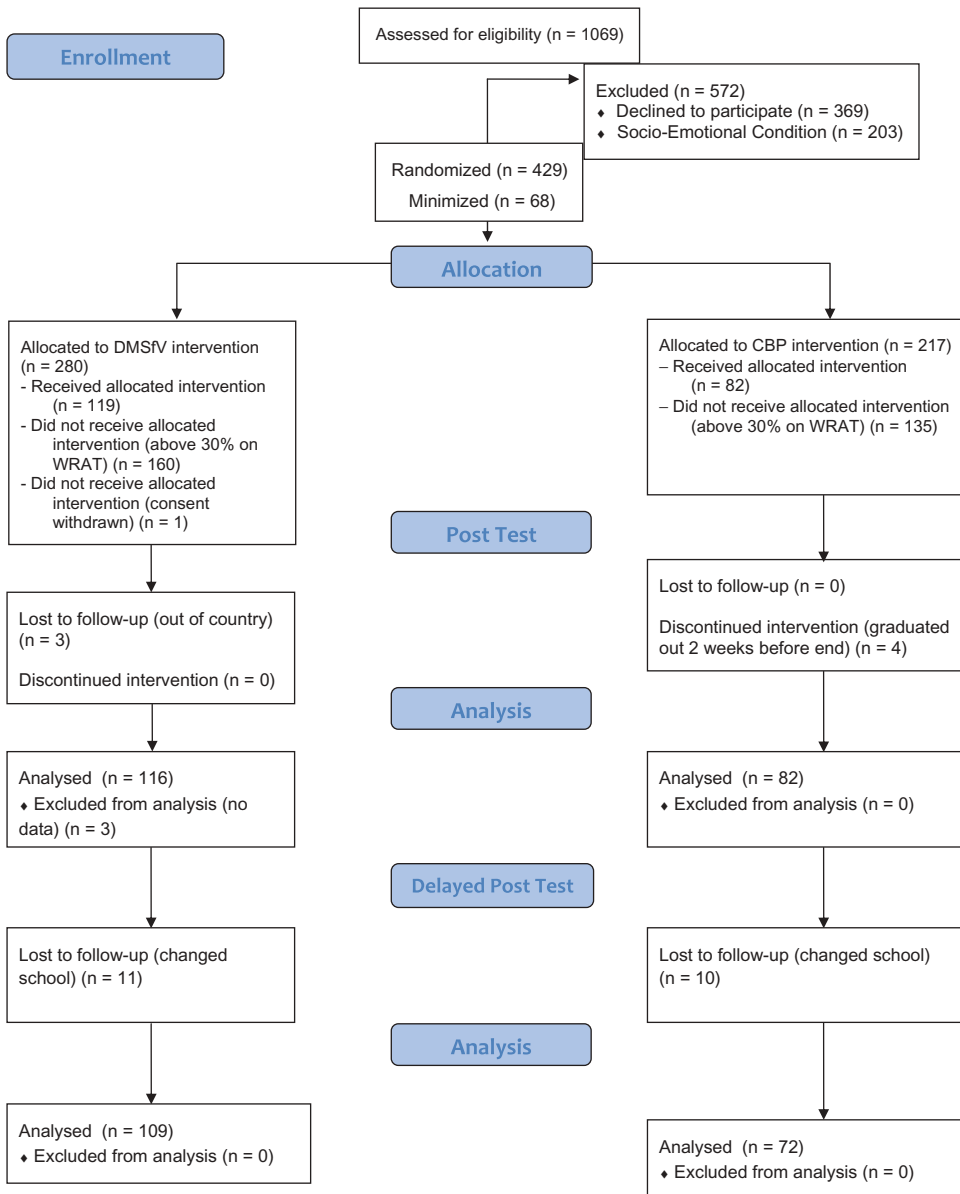 Enrollment
Assessed for eligibility (n = 1069)
Excluded (n = 572)
♦ Declined to participate (n = 369)
♦ Socio-Emotional Condition (n = 203)
Randomized (n = 429)
Minimized (n = 68)
Allocation
Allocated to DMSfV intervention
(n = 280)
- Received allocated intervention
(n = 119)
- Did not receive allocated
intervention (above 30% on
WRAT) (n = 160)
- Did not receive allocated
intervention (consent
withdrawn) (n = 1)
Allocated to CBP intervention (n = 217)
– Received allocated intervention
(n = 82)
– Did not receive allocated intervention
(above 30% on WRAT) (n = 135)
Post Test
Lost to follow-up (out of country)
(n = 3)
Discontinued intervention (n = 0)
Lost to follow-up (n = 0)
Discontinued intervention (graduated
out 2 weeks before end) (n = 4)
Analysis
Analysed (n = 116)
♦ Excluded from analysis (no
data) (n = 3)
Analysed (n = 82)
♦ Excluded from analysis (n = 0)
Delayed Post Test
Lost to follow-up (changed
school) (n = 11)
Lost to follow-up (changed school)
(n = 10)
Analysis
Analysed (n = 109)
♦ Excluded from analysis (n = 0)
Analysed (n = 72)
♦ Excluded from analysis (n = 0)